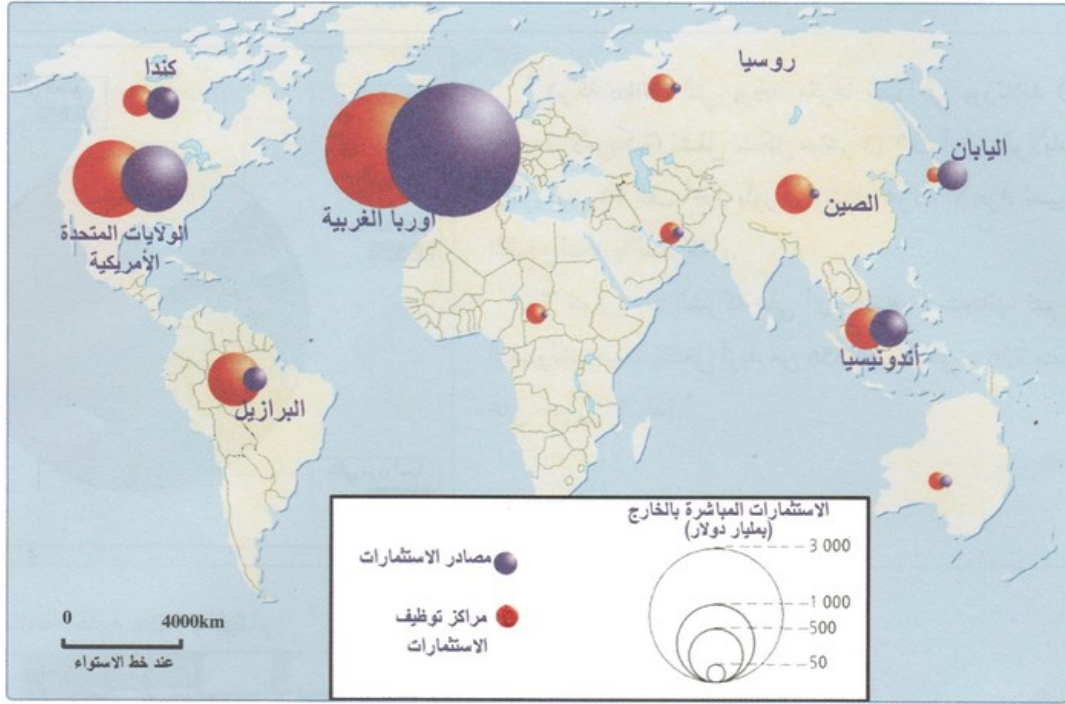 كندا
روسيا
اليابان
الصين
اوربا الغربية
الولايات المتحدة
الأمريكية
أندونيسيا
البرازيل
الاستثمارات المباشرة بالخارج
(بمليار دولار)
3 000
1 000
500
50
مصادر الاستثمارات
مراكز توظيف
الاستثمارات
0 4000km
عند خط الاستواء